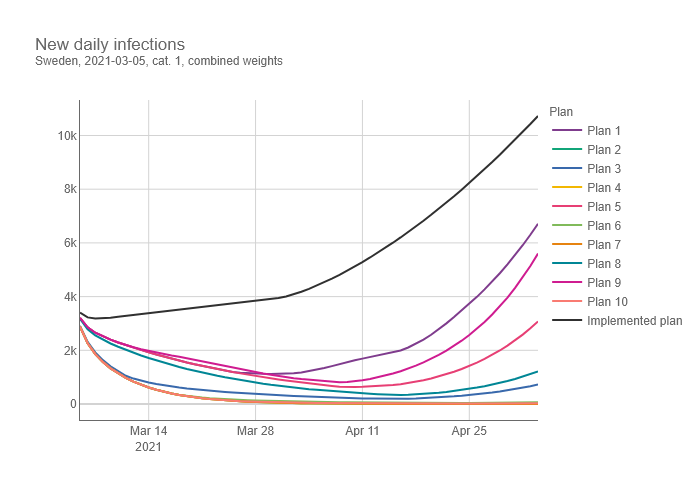 New daily infections
Sweden, 2021-03-05, cat. 1, combined weights
Plan
Plan 1
Plan 2
Plan 3
Plan 4
Plan 5
Plan 6
Plan 7
Plan 8
Plan 9
Plan 10
Implemented plan
10k
8k
6k
4k
2k
0
Mar 14 Mar 28 Apr 11 Apr 25
2021